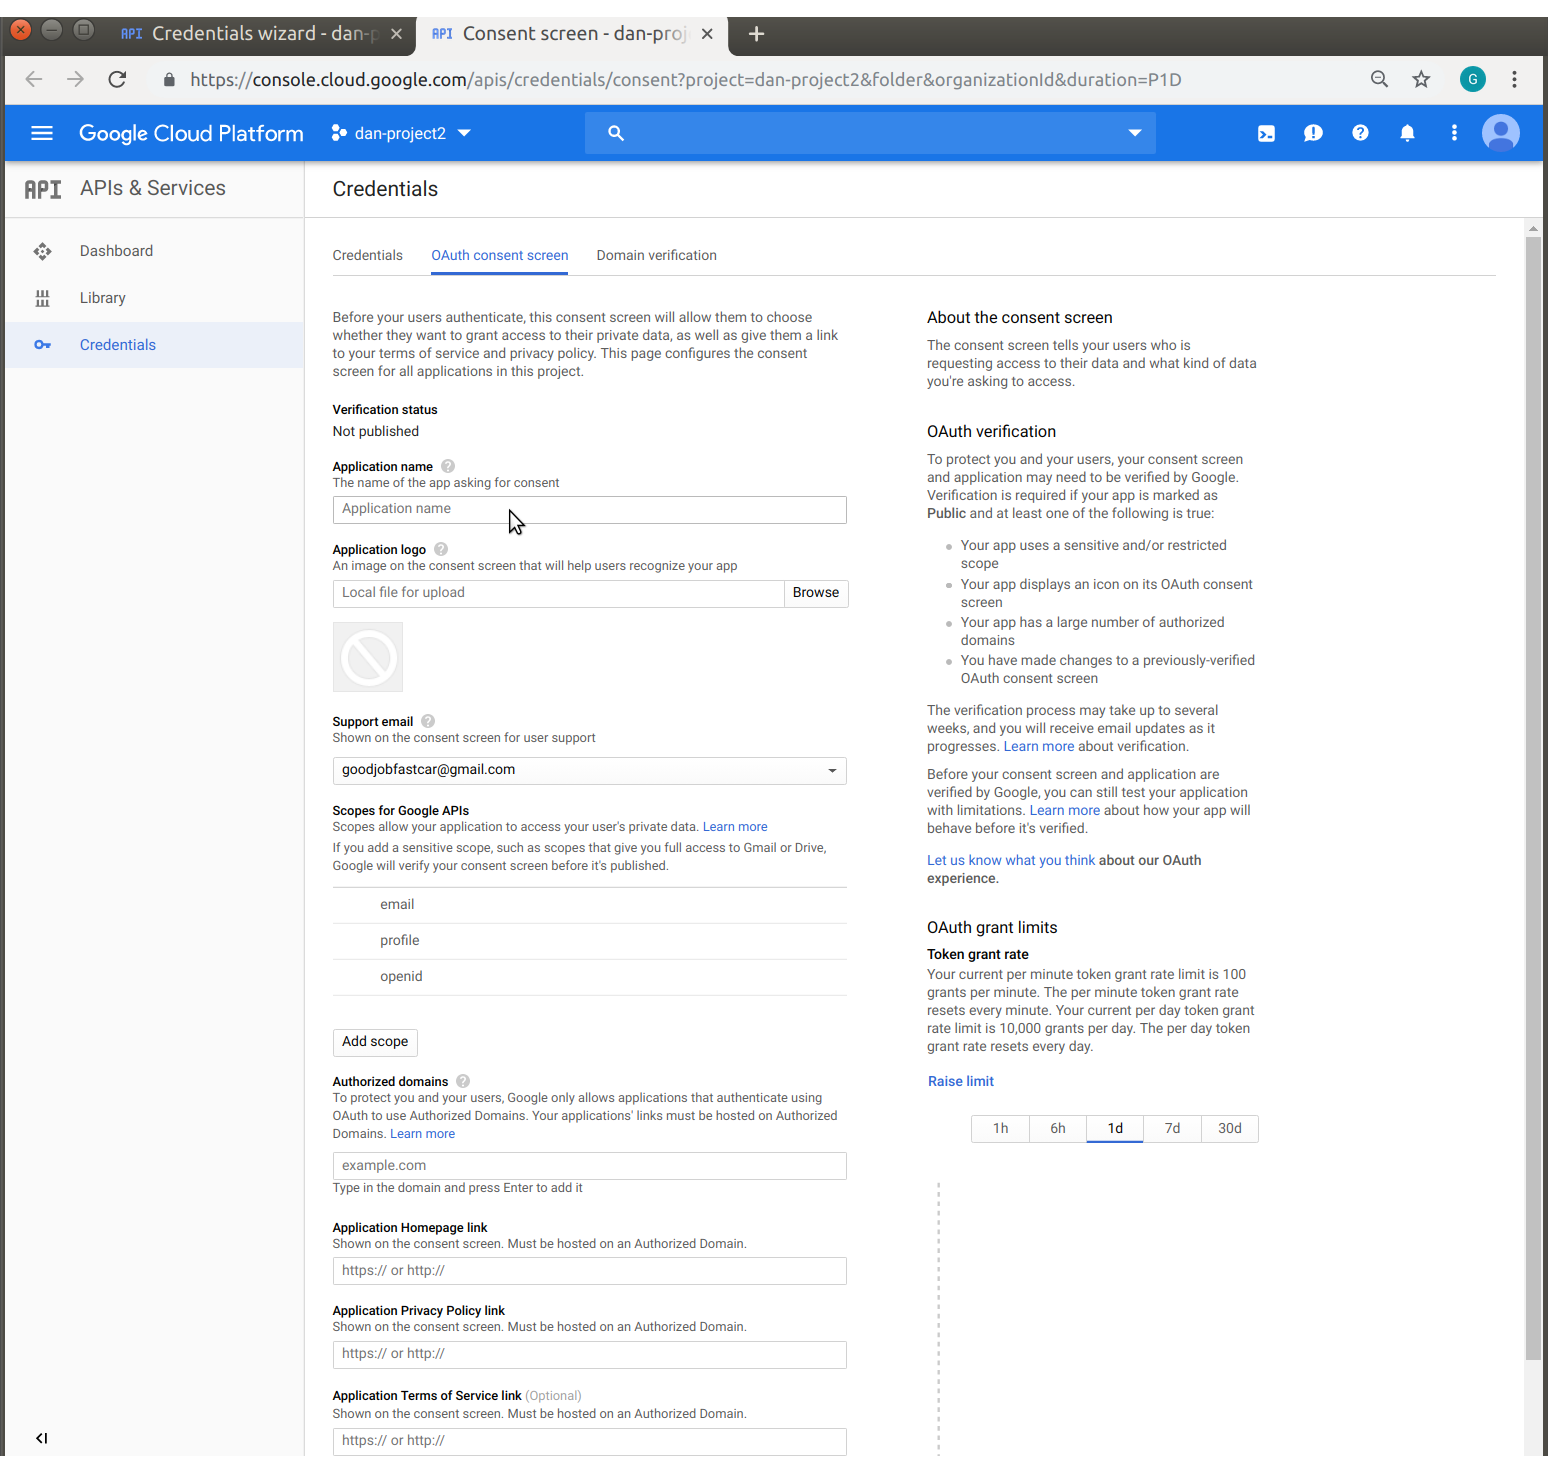 API Credentials wizard - dan-p
API Consent screen - dan-proj
https://console.cloud.google.com/apis/credentials/consent?project=dan-project2&folder&organizationId&duration=P1D
G
Google Cloud Platform
dan-project2
API APIs & Services
Credentials
Dashboard
Library
Credentials
Credentials
OAuth consent screen
Domain verification
Before your users authenticate, this consent screen will allow them to choose
whether they want to grant access to their private data, as well as give them a link
to your terms of service and privacy policy. This page configures the consent
screen for all applications in this project.
Verification status
Not published
Application name ?
The name of the app asking for consent
Application name
Application logo ?
An image on the consent screen that will help users recognize your app
Local file for upload
Browse
Support email ?
Shown on the consent screen for user support
goodjobfastcar@gmail.com
Scopes for Google APIs
Scopes allow your application to access your user's private data. Learn more
If you add a sensitive scope, such as scopes that give you full access to Gmail or Drive,
Google will verify your consent screen before it's published.
email
profile
openid
Add scope
Authorized domains ?
To protect you and your users, Google only allows applications that authenticate using
OAuth to use Authorized Domains. Your applications' links must be hosted on Authorized
Domains. Learn more
example.com
Type in the domain and press Enter to add it
Application Homepage link
Shown on the consent screen. Must be hosted on an Authorized Domain.
https:// or http://
Application Privacy Policy link
Shown on the consent screen. Must be hosted on an Authorized Domain.
https:// or http://
Application Terms of Service link (Optional)
Shown on the consent screen. Must be hosted on an Authorized Domain.
https:// or http://
About the consent screen
The consent screen tells your users who is
requesting access to their data and what kind of data
you're asking to access.
OAuth verification
To protect you and your users, your consent screen
and application may need to be verified by Google.
Verification is required if your app is marked as
Public and at least one of the following is true:
Your app uses a sensitive and/or restricted
scope
Your app displays an icon on its OAuth consent
screen
Your app has a large number of authorized
domains
You have made changes to a previously-verified
OAuth consent screen
The verification process may take up to several
weeks, and you will receive email updates as it
progresses. Learn more about verification.
Before your consent screen and application are
verified by Google, you can still test your application
with limitations. Learn more about how your app will
behave before it's verified.
Let us know what you think about our OAuth
experience.
OAuth grant limits
Token grant rate
Your current per minute token grant rate limit is 100
grants per minute. The per minute token grant rate
resets every minute. Your current per day token grant
rate limit is 10,000 grants per day. The per day token
grant rate resets every day.
Raise limit
1h
6h
1d
7d
30d